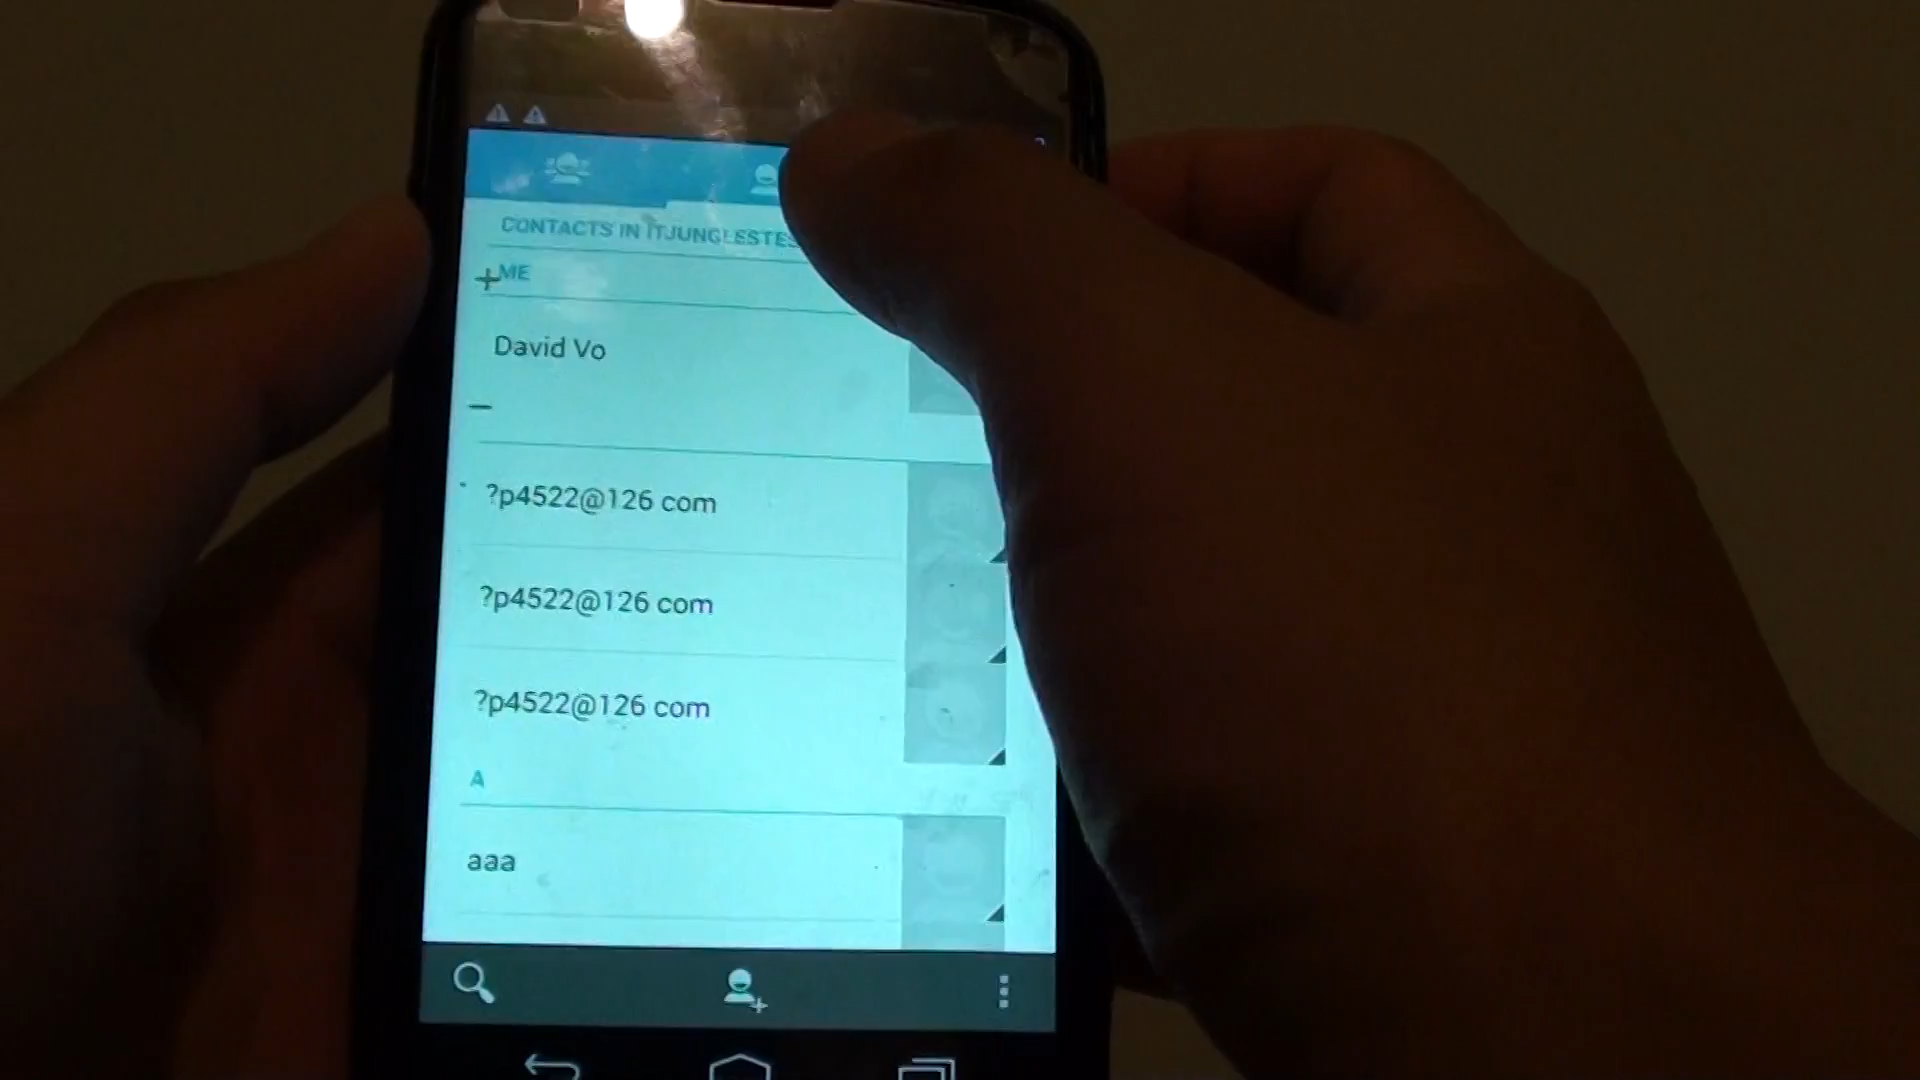 CONTACTS IN ITJUNGLESTES
ME
David Vo
?p4522@126 com
?p4522@126 com
?p4522@126 com
A
aaa